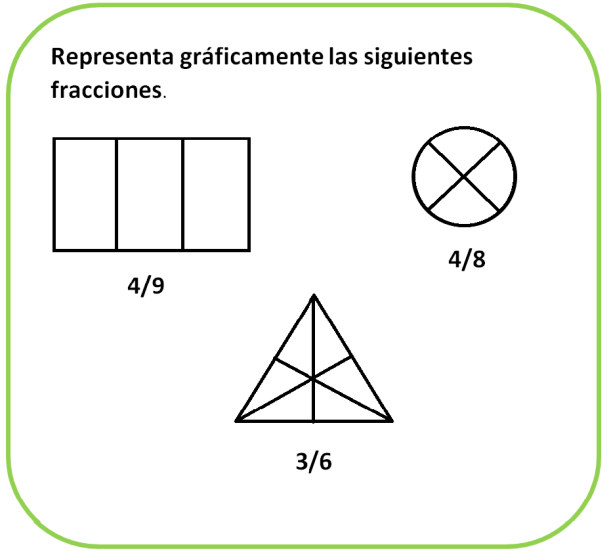 Representa gráficamente las siguientes
fracciones.
4/9
4/8
3/6